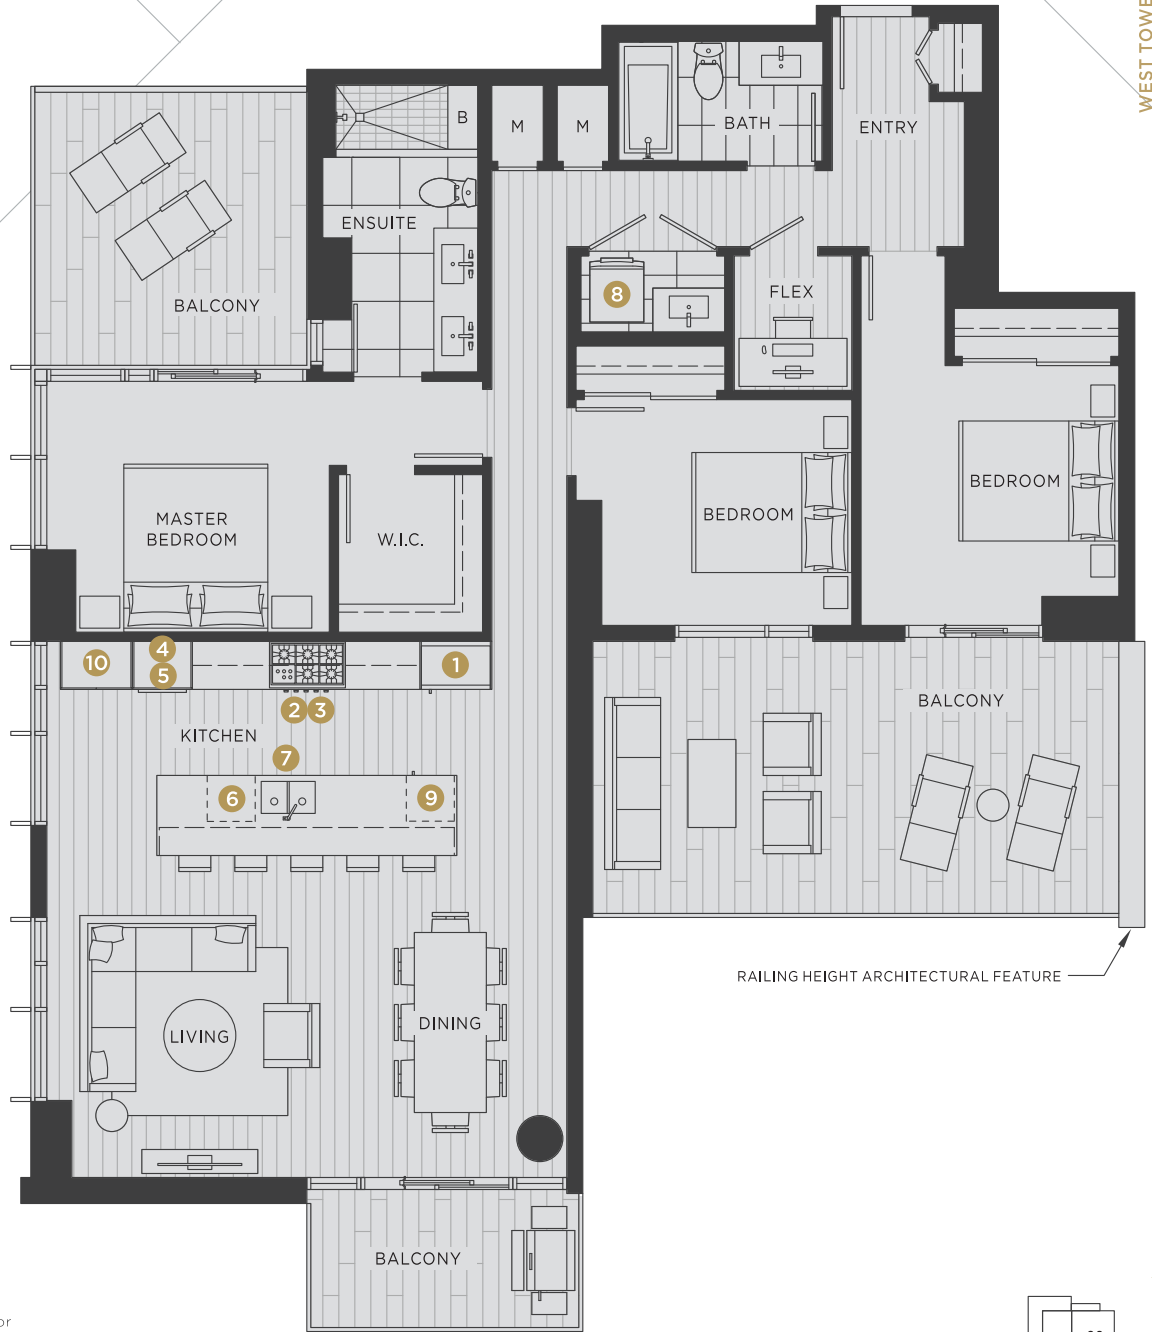 WEST TOWE
B
M
M
BATH
ENTRY
ENSUITE
BALCONY
8
FLEX
MASTER
BEDROOM
W.I.C.
BEDROOM
BEDROOM
10
4
5
1
2
3
KITCHEN
7
6
9
BALCONY
RAILING HEIGHT ARCHITECTURAL FEATURE
LIVING
DINING
BALCONY
or